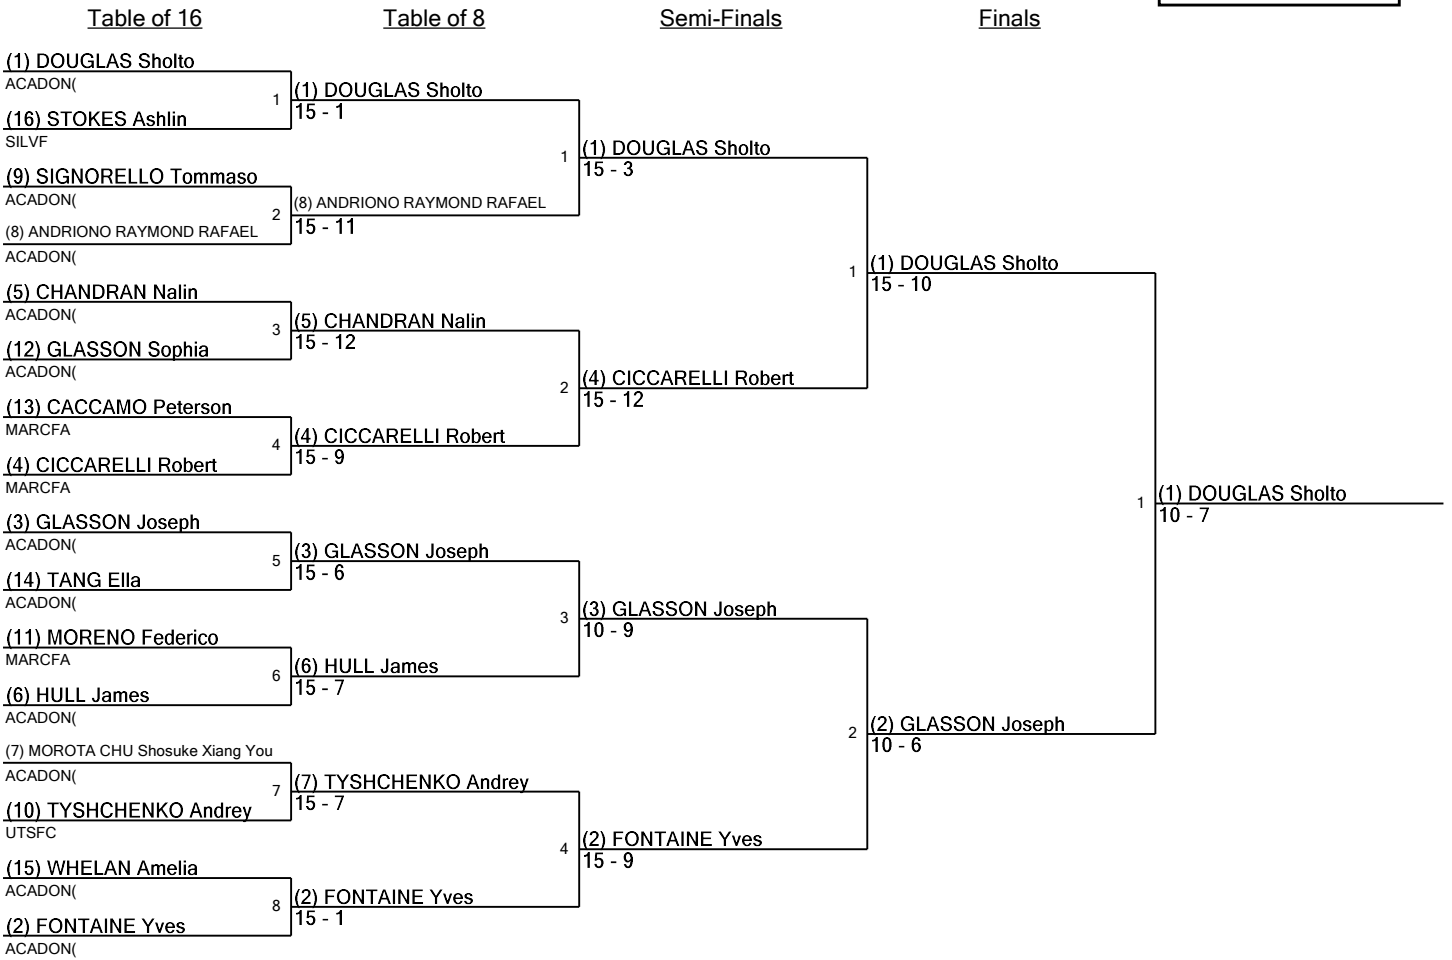 Table of 16
Table of 8
Semi-Finals
Finals
(1) DOUGLAS Sholto
ACADON(
1
(16) STOKES Ashlin
SILVF
(9) SIGNORELLO Tommaso
ACADON(
2
(8) ANDRIONO RAYMOND RAFAEL
ACADON(
(5) CHANDRAN Nalin
ACADON(
3
(12) GLASSON Sophia
ACADON(
(13) CACCAMO Peterson
MARCFA
4
(4) CICCARELLI Robert
MARCFA
(3) GLASSON Joseph
ACADON(
5
(14) TANG Ella
ACADON(
(11) MORENO Federico
MARCFA
6
(6) HULL James
ACADON(
(7) MOROTA CHU Shosuke Xiang You
ACADON(
7
(10) TYSHCHENKO Andrey
UTSFC
(15) WHELAN Amelia
ACADON(
8
(2) FONTAINE Yves
ACADON(
(1) DOUGLAS Sholto
15 - 1
1
(8) ANDRIONO RAYMOND RAFAEL
15 - 11
(5) CHANDRAN Nalin
15 - 12
2
(4) CICCARELLI Robert
15 - 9
(3) GLASSON Joseph
15 - 6
3
(6) HULL James
15 - 7
(7) TYSHCHENKO Andrey
15 - 7
4
(2) FONTAINE Yves
15 - 1
(1) DOUGLAS Sholto
15 - 3
1
(4) CICCARELLI Robert
15 - 12
(3) GLASSON Joseph
10 - 9
2
(2) FONTAINE Yves
15 - 9
(1) DOUGLAS Sholto
15 - 10
1
(2) GLASSON Joseph
10 - 6
(1) DOUGLAS Sholto
10 - 7